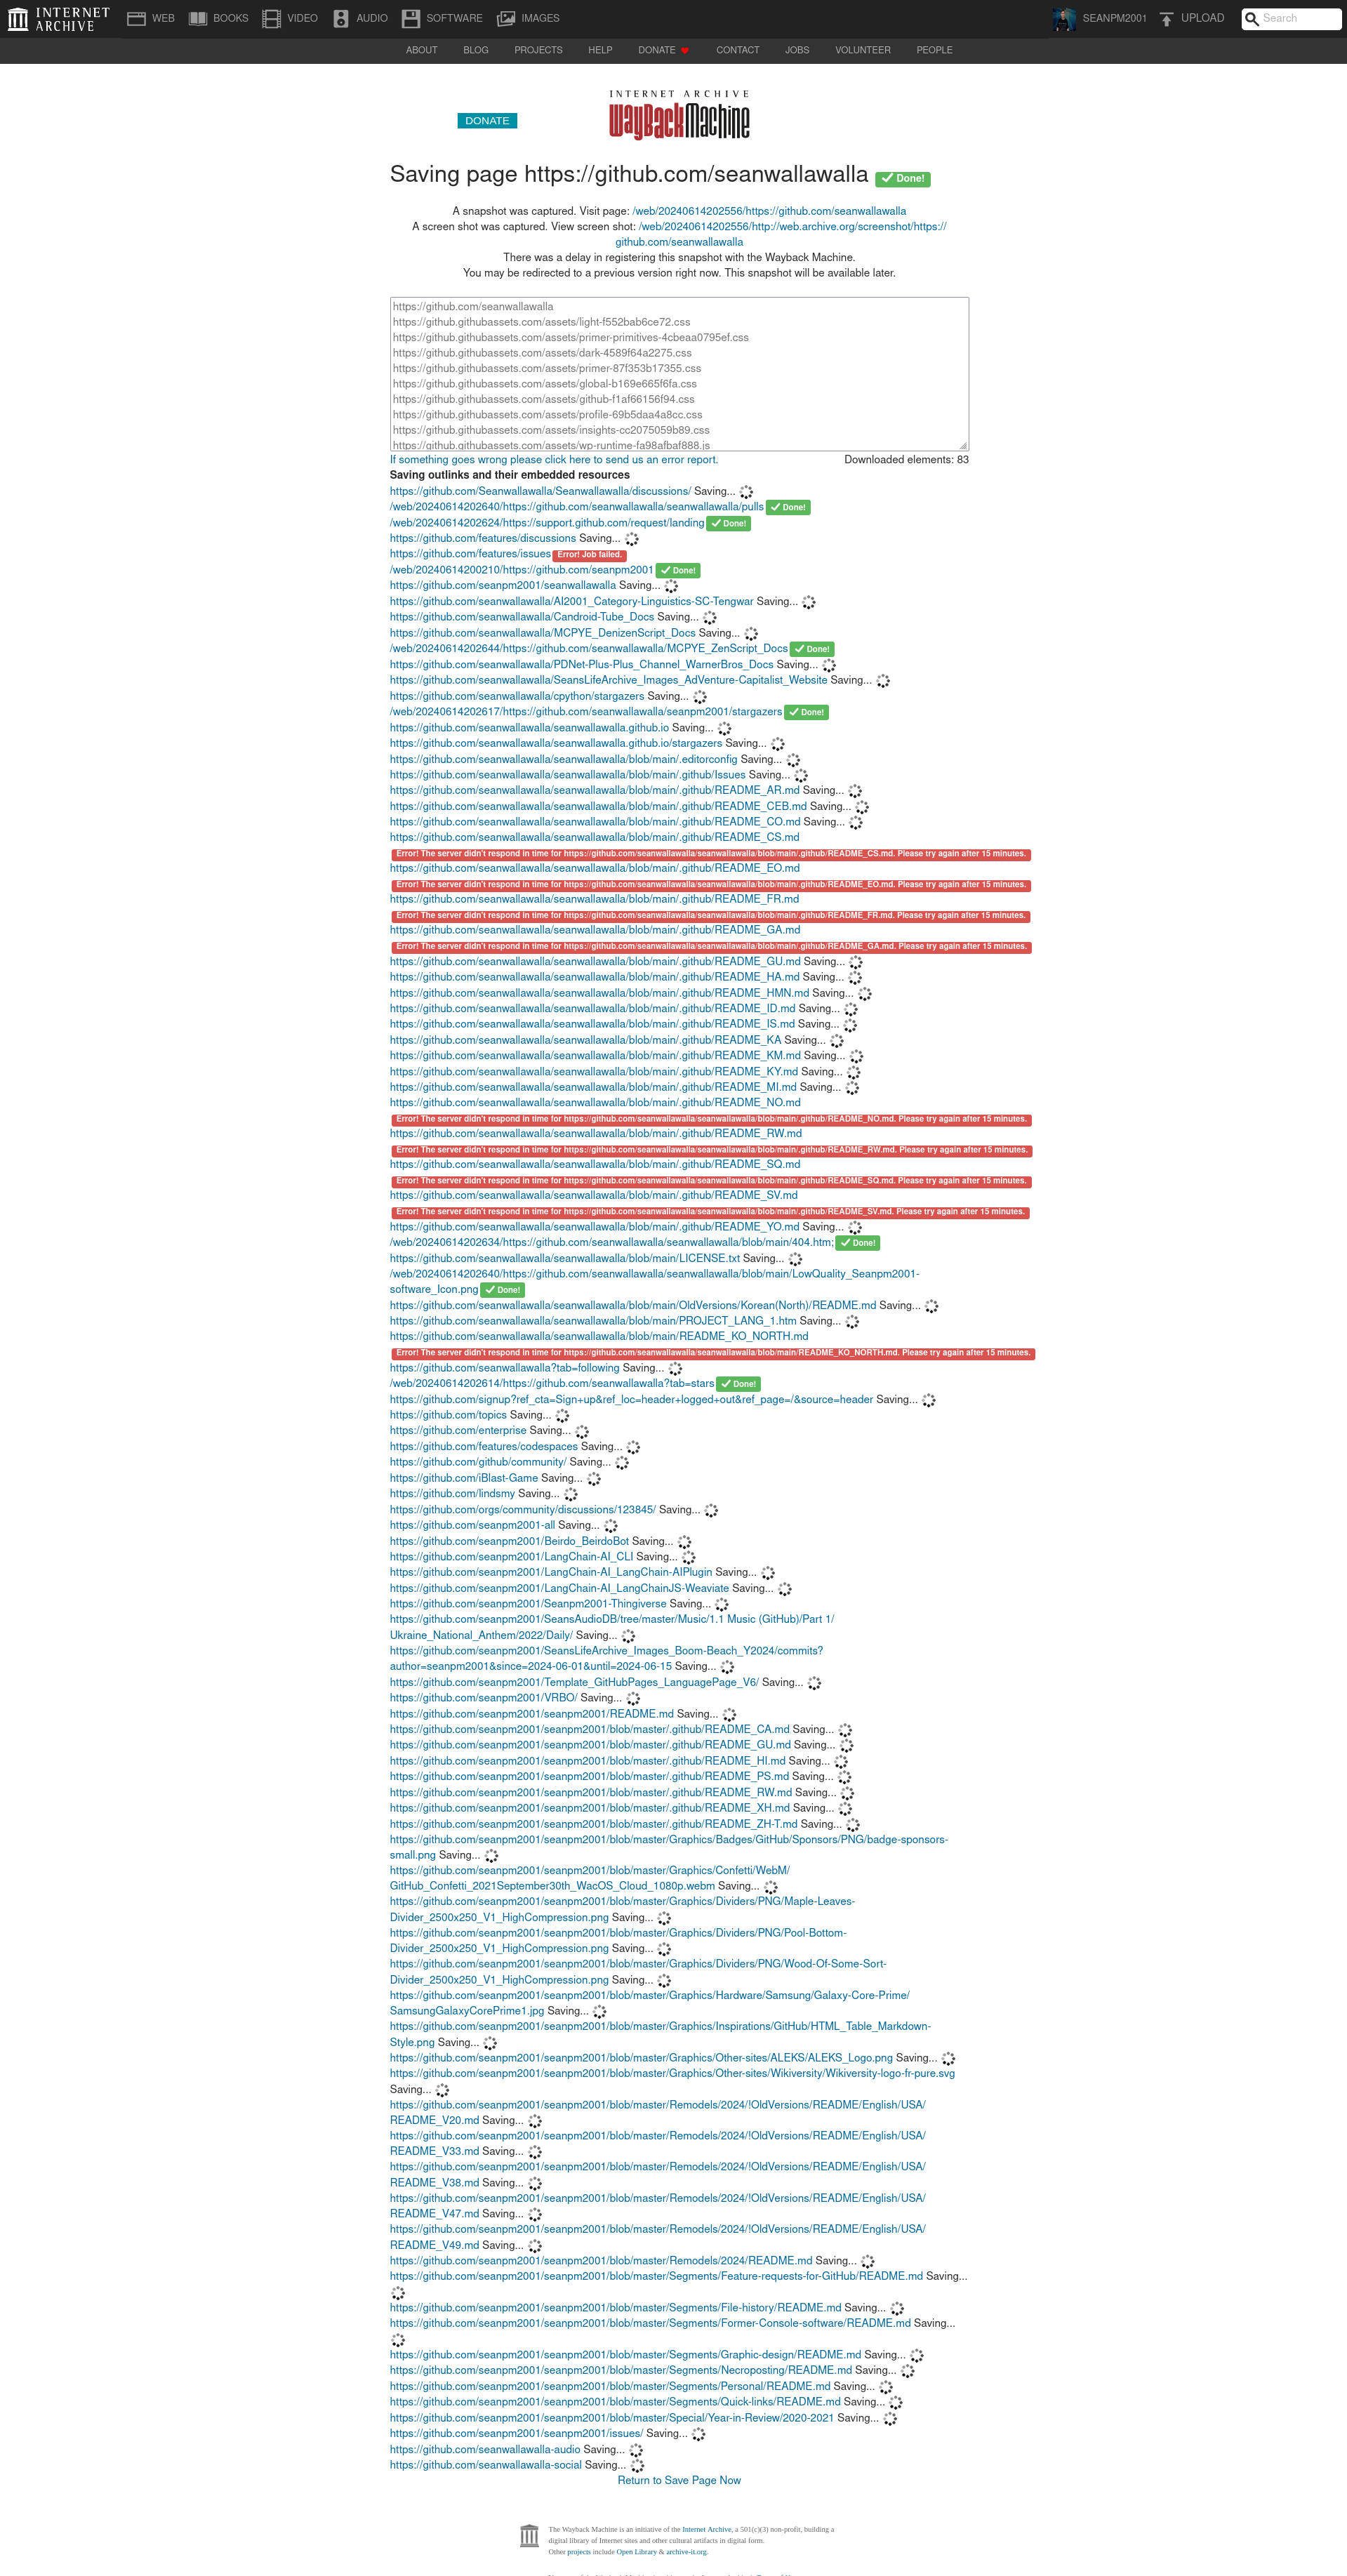 INTERNET ARCHIVE
WEB
BOOKS
VIDEO
AUDIO
SOFTWARE
IMAGES
SEANPM2001
UPLOAD
Search
ABOUT
BLOG
PROJECTS
HELP
DONATE
CONTACT
JOBS
VOLUNTEER
PEOPLE
DONATE
INTERNET ARCHIVE
WayBackMachine
Saving page https://github.com/seanwallawalla Done!
A snapshot was captured. Visit page: /web/20240614202556/https://github.com/seanwallawalla
A screen shot was captured. View screen shot: /web/20240614202556/http://web.archive.org/screenshot/https://
github.com/seanwallawalla
There was a delay in registering this snapshot with the Wayback Machine.
You may be redirected to a previous version right now. This snapshot will be available later.
https://github.com/seanwallawalla
https://github.githubassets.com/assets/light-f552bab6ce72.css
https://github.githubassets.com/assets/primer-primitives-4cbeaa0795ef.css
https://github.githubassets.com/assets/dark-4589f64a2275.css
https://github.githubassets.com/assets/primer-87f353b17355.css
https://github.githubassets.com/assets/global-b169e665f6fa.css
https://github.githubassets.com/assets/github-f1af66156f94.css
https://github.githubassets.com/assets/profile-69b5daa4a8cc.css
https://github.githubassets.com/assets/insights-cc2075059b89.css
https://github.githubassets.com/assets/wp-runtime-fa98afbaf888.js
If something goes wrong please click here to send us an error report.
Downloaded elements: 83
Saving outlinks and their embedded resources
https://github.com/Seanwallawalla/Seanwallawalla/discussions/ Saving...
/web/20240614202640/https://github.com/seanwallawalla/seanwallawalla/pulls Done!
/web/20240614202624/https://support.github.com/request/landing Done!
https://github.com/features/discussions Saving...
https://github.com/features/issues Error! Job failed.
/web/20240614200210/https://github.com/seanpm2001 Done!
https://github.com/seanpm2001/seanwallawalla Saving...
https://github.com/seanwallawalla/AI2001_Category-Linguistics-SC-Tengwar Saving...
https://github.com/seanwallawalla/Candroid-Tube_Docs Saving...
https://github.com/seanwallawalla/MCPYE_DenizenScript_Docs Saving...
/web/20240614202644/https://github.com/seanwallawalla/MCPYE_ZenScript_Docs Done!
https://github.com/seanwallawalla/PDNet-Plus-Plus_Channel_WarnerBros_Docs Saving...
https://github.com/seanwallawalla/SeansLifeArchive_Images_AdVenture-Capitalist_Website Saving...
https://github.com/seanwallawalla/cpython/stargazers Saving...
/web/20240614202617/https://github.com/seanwallawalla/seanpm2001/stargazers Done!
https://github.com/seanwallawalla/seanwallawalla.github.io Saving...
https://github.com/seanwallawalla/seanwallawalla.github.io/stargazers Saving...
https://github.com/seanwallawalla/seanwallawalla/blob/main/.editorconfig Saving...
https://github.com/seanwallawalla/seanwallawalla/blob/main/.github/Issues Saving...
https://github.com/seanwallawalla/seanwallawalla/blob/main/.github/README_AR.md Saving...
https://github.com/seanwallawalla/seanwallawalla/blob/main/.github/README_CEB.md Saving...
https://github.com/seanwallawalla/seanwallawalla/blob/main/.github/README_CO.md Saving...
https://github.com/seanwallawalla/seanwallawalla/blob/main/.github/README_CS.md
Error! The server didn't respond in time for https://github.com/seanwallawalla/seanwallawalla/blob/main/.github/README_CS.md. Please try again after 15 minutes.
https://github.com/seanwallawalla/seanwallawalla/blob/main/.github/README_EO.md
Error! The server didn't respond in time for https://github.com/seanwallawalla/seanwallawalla/blob/main/.github/README_EO.md. Please try again after 15 minutes.
https://github.com/seanwallawalla/seanwallawalla/blob/main/.github/README_FR.md
Error! The server didn't respond in time for https://github.com/seanwallawalla/seanwallawalla/blob/main/.github/README_FR.md. Please try again after 15 minutes.
https://github.com/seanwallawalla/seanwallawalla/blob/main/.github/README_GA.md
Error! The server didn't respond in time for https://github.com/seanwallawalla/seanwallawalla/blob/main/.github/README_GA.md. Please try again after 15 minutes.
https://github.com/seanwallawalla/seanwallawalla/blob/main/.github/README_GU.md Saving...
https://github.com/seanwallawalla/seanwallawalla/blob/main/.github/README_HA.md Saving...
https://github.com/seanwallawalla/seanwallawalla/blob/main/.github/README_HMN.md Saving...
https://github.com/seanwallawalla/seanwallawalla/blob/main/.github/README_ID.md Saving...
https://github.com/seanwallawalla/seanwallawalla/blob/main/.github/README_IS.md Saving...
https://github.com/seanwallawalla/seanwallawalla/blob/main/.github/README_KA Saving...
https://github.com/seanwallawalla/seanwallawalla/blob/main/.github/README_KM.md Saving...
https://github.com/seanwallawalla/seanwallawalla/blob/main/.github/README_KY.md Saving...
https://github.com/seanwallawalla/seanwallawalla/blob/main/.github/README_MI.md Saving...
https://github.com/seanwallawalla/seanwallawalla/blob/main/.github/README_NO.md
Error! The server didn't respond in time for https://github.com/seanwallawalla/seanwallawalla/blob/main/.github/README_NO.md. Please try again after 15 minutes.
https://github.com/seanwallawalla/seanwallawalla/blob/main/.github/README_RW.md
Error! The server didn't respond in time for https://github.com/seanwallawalla/seanwallawalla/blob/main/.github/README_RW.md. Please try again after 15 minutes.
https://github.com/seanwallawalla/seanwallawalla/blob/main/.github/README_SQ.md
Error! The server didn't respond in time for https://github.com/seanwallawalla/seanwallawalla/blob/main/.github/README_SQ.md. Please try again after 15 minutes.
https://github.com/seanwallawalla/seanwallawalla/blob/main/.github/README_SV.md
Error! The server didn't respond in time for https://github.com/seanwallawalla/seanwallawalla/blob/main/.github/README_SV.md. Please try again after 15 minutes.
https://github.com/seanwallawalla/seanwallawalla/blob/main/.github/README_YO.md Saving...
/web/20240614202634/https://github.com/seanwallawalla/seanwallawalla/blob/main/404.htm; Done!
https://github.com/seanwallawalla/seanwallawalla/blob/main/LICENSE.txt Saving...
/web/20240614202640/https://github.com/seanwallawalla/seanwallawalla/blob/main/LowQuality_Seanpm2001-
software_Icon.png Done!
https://github.com/seanwallawalla/seanwallawalla/blob/main/OldVersions/Korean(North)/README.md Saving...
https://github.com/seanwallawalla/seanwallawalla/blob/main/PROJECT_LANG_1.htm Saving...
https://github.com/seanwallawalla/seanwallawalla/blob/main/README_KO_NORTH.md
Error! The server didn't respond in time for https://github.com/seanwallawalla/seanwallawalla/blob/main/README_KO_NORTH.md. Please try again after 15 minutes.
https://github.com/seanwallawalla?tab=following Saving...
/web/20240614202614/https://github.com/seanwallawalla?tab=stars Done!
https://github.com/signup?ref_cta=Sign+up&ref_loc=header+logged+out&ref_page=/&source=header Saving...
https://github.com/topics Saving...
https://github.com/enterprise Saving...
https://github.com/features/codespaces Saving...
https://github.com/github/community/ Saving...
https://github.com/iBlast-Game Saving...
https://github.com/lindsmy Saving...
https://github.com/orgs/community/discussions/123845/ Saving...
https://github.com/seanpm2001-all Saving...
https://github.com/seanpm2001/Beirdo_BeirdoBot Saving...
https://github.com/seanpm2001/LangChain-AI_CLI Saving...
https://github.com/seanpm2001/LangChain-AI_LangChain-AIPlugin Saving...
https://github.com/seanpm2001/LangChain-AI_LangChainJS-Weaviate Saving...
https://github.com/seanpm2001/Seanpm2001-Thingiverse Saving...
https://github.com/seanpm2001/SeansAudioDB/tree/master/Music/1.1 Music (GitHub)/Part 1/
Ukraine_National_Anthem/2022/Daily/ Saving...
https://github.com/seanpm2001/SeansLifeArchive_Images_Boom-Beach_Y2024/commits?
author=seanpm2001&since=2024-06-01&until=2024-06-15 Saving...
https://github.com/seanpm2001/Template_GitHubPages_LanguagePage_V6/ Saving...
https://github.com/seanpm2001/VRBO/ Saving...
https://github.com/seanpm2001/seanpm2001/README.md Saving...
https://github.com/seanpm2001/seanpm2001/blob/master/.github/README_CA.md Saving...
https://github.com/seanpm2001/seanpm2001/blob/master/.github/README_GU.md Saving...
https://github.com/seanpm2001/seanpm2001/blob/master/.github/README_HI.md Saving...
https://github.com/seanpm2001/seanpm2001/blob/master/.github/README_PS.md Saving...
https://github.com/seanpm2001/seanpm2001/blob/master/.github/README_RW.md Saving...
https://github.com/seanpm2001/seanpm2001/blob/master/.github/README_XH.md Saving...
https://github.com/seanpm2001/seanpm2001/blob/master/.github/README_ZH-T.md Saving...
https://github.com/seanpm2001/seanpm2001/blob/master/Graphics/Badges/GitHub/Sponsors/PNG/badge-sponsors-
small.png Saving...
https://github.com/seanpm2001/seanpm2001/blob/master/Graphics/Confetti/WebM/
GitHub_Confetti_2021September30th_WacOS_Cloud_1080p.webm Saving...
https://github.com/seanpm2001/seanpm2001/blob/master/Graphics/Dividers/PNG/Maple-Leaves-
Divider_2500x250_V1_HighCompression.png Saving...
https://github.com/seanpm2001/seanpm2001/blob/master/Graphics/Dividers/PNG/Pool-Bottom-
Divider_2500x250_V1_HighCompression.png Saving...
https://github.com/seanpm2001/seanpm2001/blob/master/Graphics/Dividers/PNG/Wood-Of-Some-Sort-
Divider_2500x250_V1_HighCompression.png Saving...
https://github.com/seanpm2001/seanpm2001/blob/master/Graphics/Hardware/Samsung/Galaxy-Core-Prime/
SamsungGalaxyCorePrime1.jpg Saving...
https://github.com/seanpm2001/seanpm2001/blob/master/Graphics/Inspirations/GitHub/HTML_Table_Markdown-
Style.png Saving...
https://github.com/seanpm2001/seanpm2001/blob/master/Graphics/Other-sites/ALEKS/ALEKS_Logo.png Saving...
https://github.com/seanpm2001/seanpm2001/blob/master/Graphics/Other-sites/Wikiversity/Wikiversity-logo-fr-pure.svg
Saving...
https://github.com/seanpm2001/seanpm2001/blob/master/Remodels/2024/!OldVersions/README/English/USA/
README_V20.md Saving...
https://github.com/seanpm2001/seanpm2001/blob/master/Remodels/2024/!OldVersions/README/English/USA/
README_V33.md Saving...
https://github.com/seanpm2001/seanpm2001/blob/master/Remodels/2024/!OldVersions/README/English/USA/
README_V38.md Saving...
https://github.com/seanpm2001/seanpm2001/blob/master/Remodels/2024/!OldVersions/README/English/USA/
README_V47.md Saving...
https://github.com/seanpm2001/seanpm2001/blob/master/Remodels/2024/!OldVersions/README/English/USA/
README_V49.md Saving...
https://github.com/seanpm2001/seanpm2001/blob/master/Remodels/2024/README.md Saving...
https://github.com/seanpm2001/seanpm2001/blob/master/Segments/Feature-requests-for-GitHub/README.md Saving...
https://github.com/seanpm2001/seanpm2001/blob/master/Segments/File-history/README.md Saving...
https://github.com/seanpm2001/seanpm2001/blob/master/Segments/Former-Console-software/README.md Saving...
https://github.com/seanpm2001/seanpm2001/blob/master/Segments/Graphic-design/README.md Saving...
https://github.com/seanpm2001/seanpm2001/blob/master/Segments/Necroposting/README.md Saving...
https://github.com/seanpm2001/seanpm2001/blob/master/Segments/Personal/README.md Saving...
https://github.com/seanpm2001/seanpm2001/blob/master/Segments/Quick-links/README.md Saving...
https://github.com/seanpm2001/seanpm2001/blob/master/Special/Year-in-Review/2020-2021 Saving...
https://github.com/seanpm2001/seanpm2001/issues/ Saving...
https://github.com/seanwallawalla-audio Saving...
https://github.com/seanwallawalla-social Saving...
Return to Save Page Now
The Wayback Machine is an initiative of the Internet Archive, a 501(c)(3) non-profit, building a
digital library of Internet sites and other cultural artifacts in digital form.
Other projects include Open Library & archive-it.org.